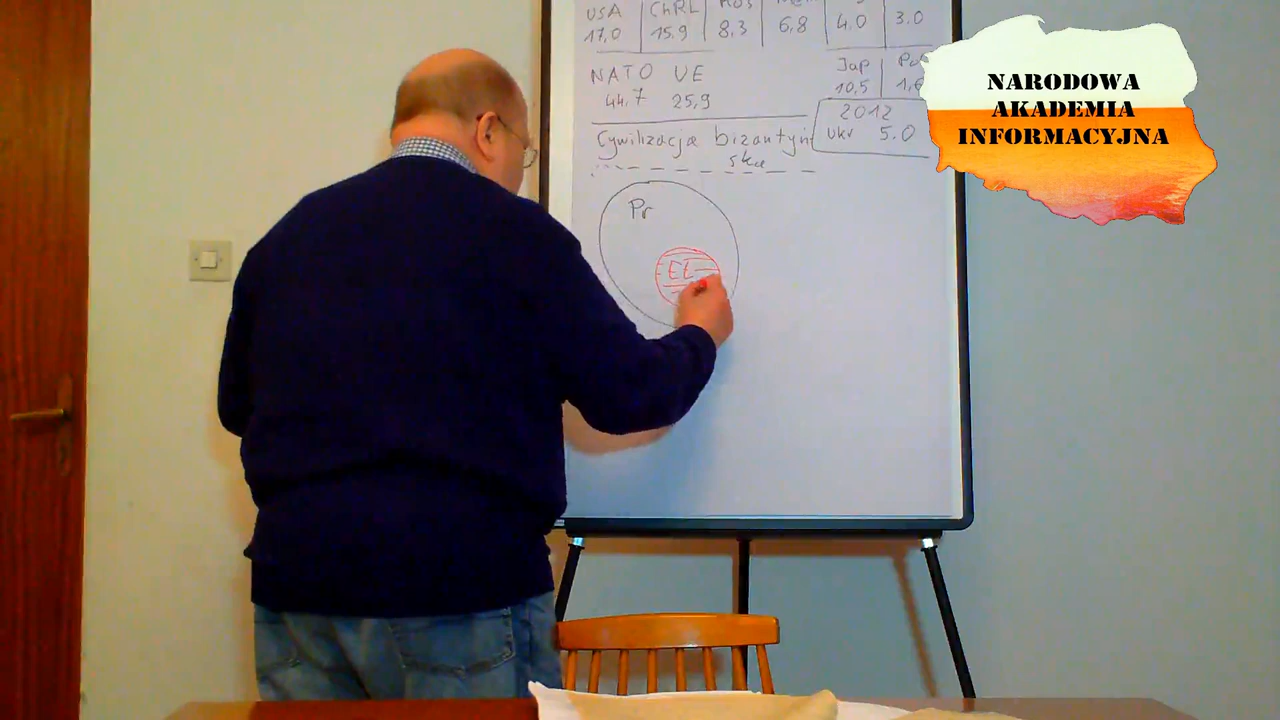 USA ChRL Ros
17,0 15,9 8,3 6,8 4.0 3.0
NATO UE
44.7 25,9
Jap
10,5
2012
ukr 5.0
Cywilizacja bizantyń
ska
Pr
NARODOWA
AKADEMIA
INFORMACYJNA